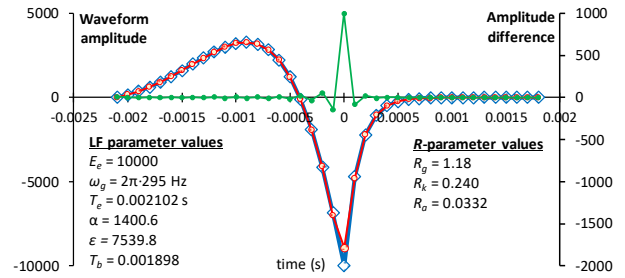 5000
Waveform
amplitude
Amplitude
difference
1000
500
0
0
-0.0025
-0.002
-0.0015
-0.001
-0.0005
0
0.0005
0.001
0.0015
0.002
-500
LF parameter values
E_e = 10000
ω_g = 2π·295 Hz
T_e = 0.002102 s
α = 1400.6
ε = 7539.8
T_b = 0.001898
R-parameter values
R_g = 1.18
R_k = 0.240
R_a = 0.0332
-5000
-1000
-1500
-10000
time (s)
-2000